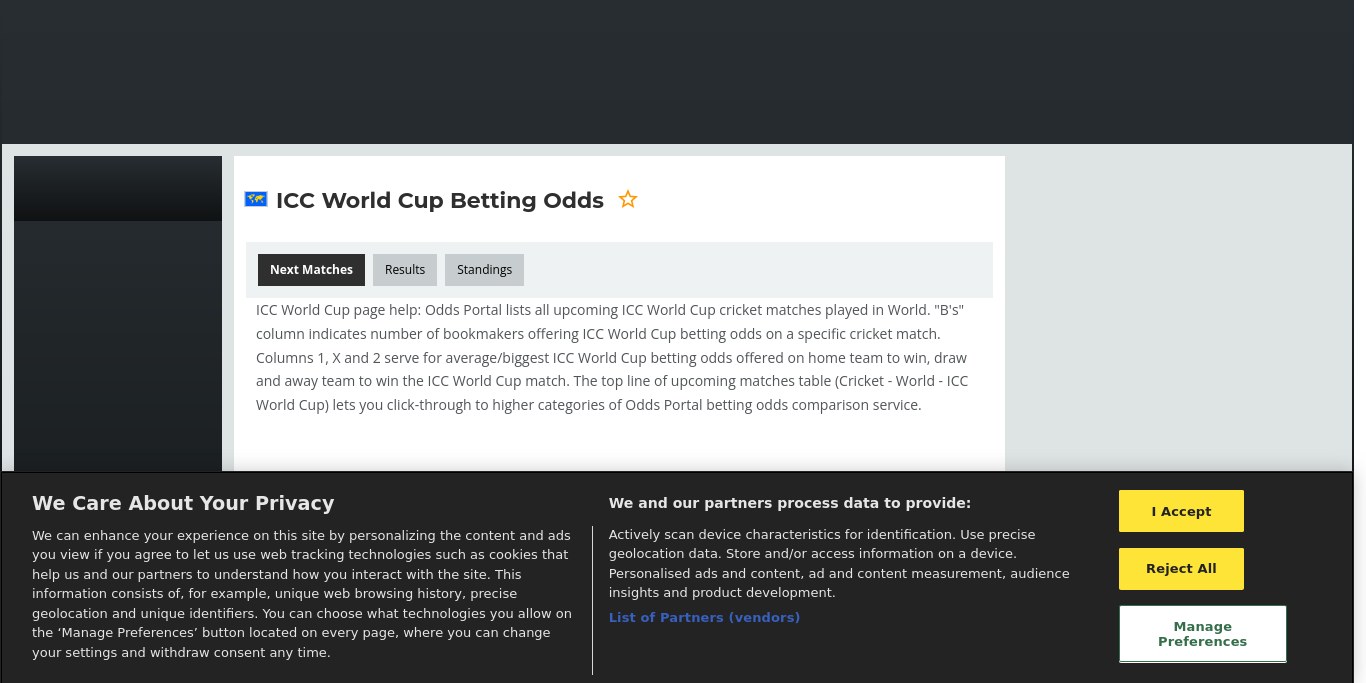 ICC World Cup Betting Odds
Next Matches
Results
Standings
ICC World Cup page help: Odds Portal lists all upcoming ICC World Cup cricket matches played in World. "B's"
column indicates number of bookmakers offering ICC World Cup betting odds on a specific cricket match.
Columns 1, X and 2 serve for average/biggest ICC World Cup betting odds offered on home team to win, draw
and away team to win the ICC World Cup match. The top line of upcoming matches table (Cricket - World - ICC
World Cup) lets you click-through to higher categories of Odds Portal betting odds comparison service.
We Care About Your Privacy
We can enhance your experience on this site by personalizing the content and ads
you view if you agree to let us use web tracking technologies such as cookies that
help us and our partners to understand how you interact with the site. This
information consists of, for example, unique web browsing history, precise
geolocation and unique identifiers. You can choose what technologies you allow on
the ‘Manage Preferences’ button located on every page, where you can change
your settings and withdraw consent any time.
We and our partners process data to provide:
Actively scan device characteristics for identification. Use precise
geolocation data. Store and/or access information on a device.
Personalised ads and content, ad and content measurement, audience
insights and product development.
List of Partners (vendors)
I Accept
Reject All
Manage
Preferences